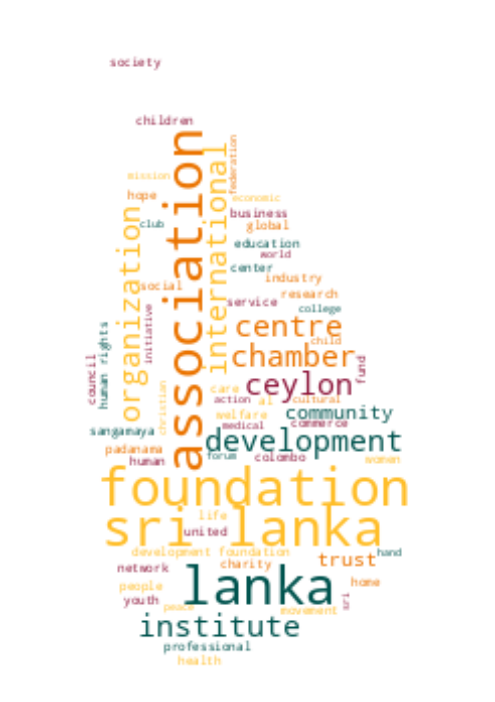 society
children
association
international
federation
mission
economic
hope
organization
business
club
global
education
world
center
social
industry
research
service
college
initiative
centre
human rights
child
council
chamber
fund
ceylon
care
christian
action
al
cultural
community
welfare
medical
commerce
sangamaya
development
padanama
forum
colombo
human
women
foundation
sri lanka
life
united
development foundation
hand
trust
charity
network
lanka
home
people
youth
peace
sri
movement
institute
professional
health